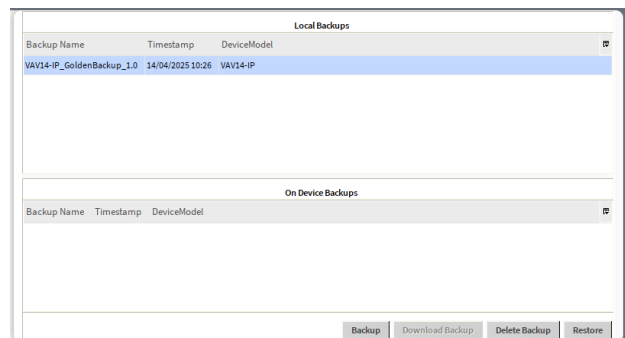 Local Backups
Backup Name Timestamp DeviceModel
VAV14-IP_GoldenBackup_1.0 14/04/2025 10:26 VAV14-IP
On Device Backups
Backup Name Timestamp DeviceModel
Backup Download Backup Delete Backup Restore